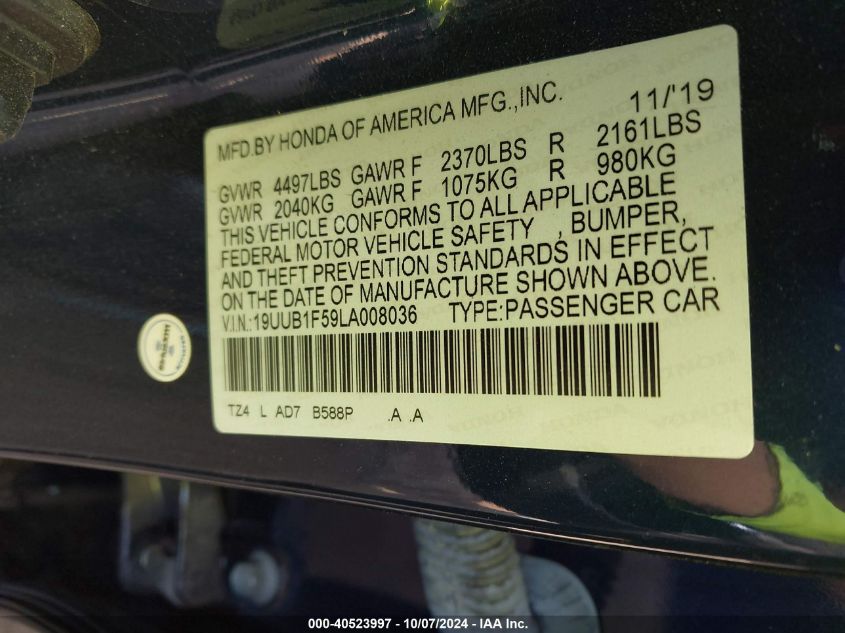 MFD.BY HONDA OF AMERICA MFG.,INC. 11/'19
GVWR 4497LBS GAWR F 2370LBS R 2161LBS
GVWR 2040KG GAWR F 1075KG R 980KG
THIS VEHICLE CONFORMS TO ALL APPLICABLE
FEDERAL MOTOR VEHICLE SAFETY , BUMPER,
AND THEFT PREVENTION STANDARDS IN EFFECT
ON THE DATE OF MANUFACTURE SHOWN ABOVE.
V.I.N.:19UUB1F59LA008036 TYPE:PASSENGER CAR
TZ4 L AD7 B588P .A .A
000-40523997 - 10/07/2024 - IAA Inc.